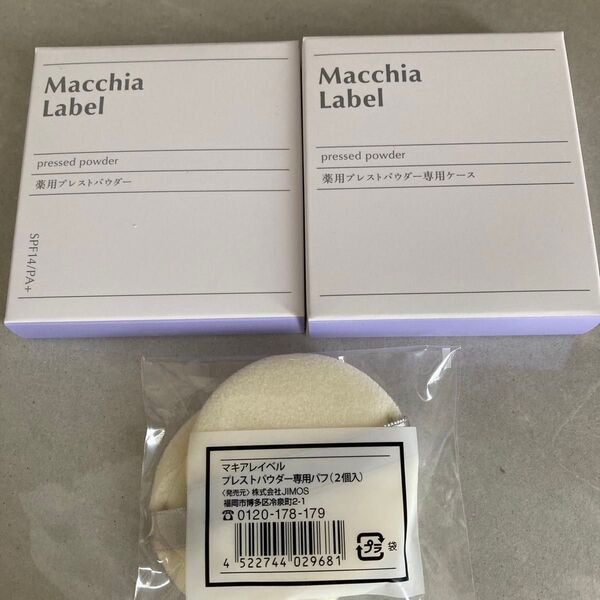 Macchia
Label
pressed powder
薬用プレストパウダー
SPF14/PA+
Macchia
Label
pressed powder
薬用プレストパウダー専用ケース
マキアレイベル
プレストパウダー専用パフ(2個入)
〈発売元〉株式会社JIMOS
福岡市博多区冷泉町2-1
☎0120-178-179
4 522744 029681
プラ
袋